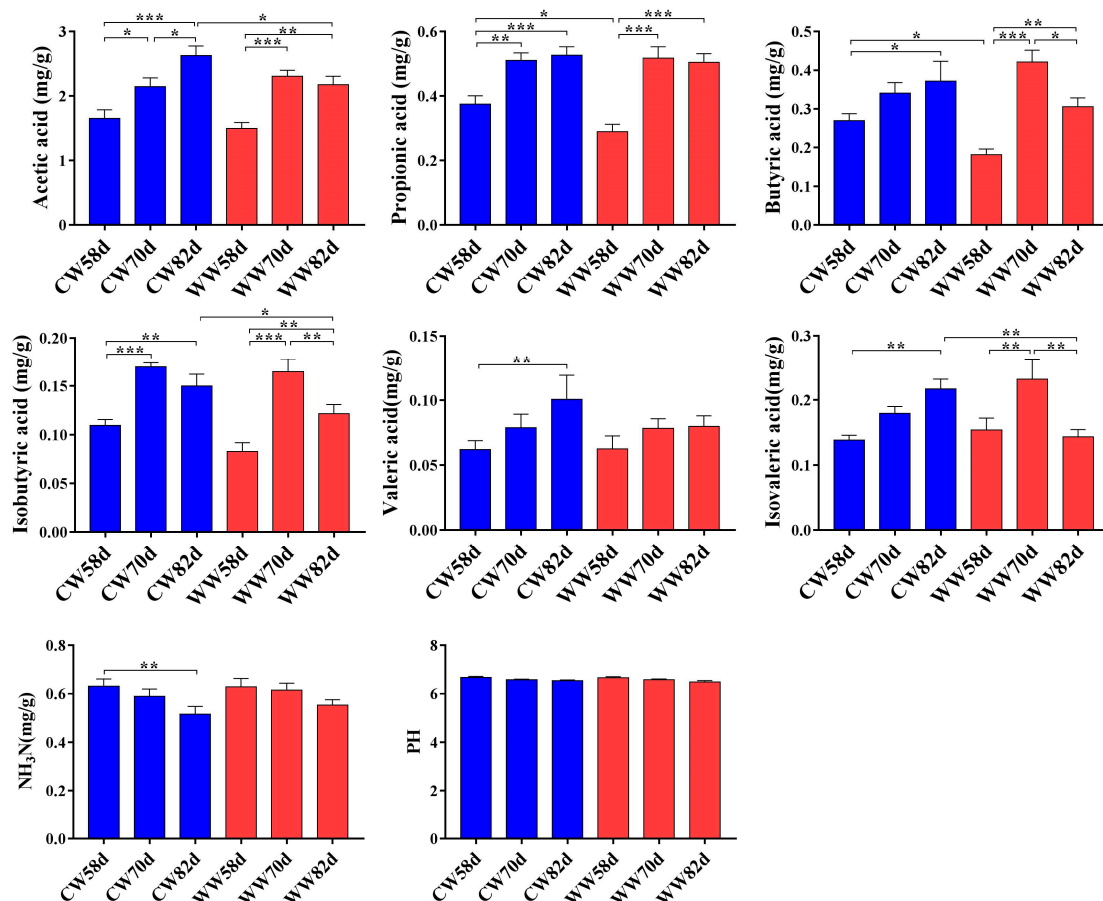 Acetic acid (mg/g)
3
2
1
0
***
*
*
*
**
***
CW58d
CW70d
CW82d
WW58d
WW70d
WW82d
Propionic acid (mg/g)
0.6
0.4
0.2
0.0
*
***
***
**
***
CW58d
CW70d
CW82d
WW58d
WW70d
WW82d
Butyric acid (mg/g)
0.5
0.4
0.3
0.2
0.1
0.0
**
*
***
*
*
CW58d
CW70d
CW82d
WW58d
WW70d
WW82d
Isobutyric acid (mg/g)
0.20
0.15
0.10
0.05
0.00
*
**
**
***
***
**
CW58d
CW70d
CW82d
WW58d
WW70d
WW82d
Valeric acid(mg/g)
0.15
0.10
0.05
0.00
**
CW58d
CW70d
CW82d
WW58d
WW70d
WW82d
Isovaleric acid(mg/g)
0.3
0.2
0.1
0.0
**
**
**
**
CW58d
CW70d
CW82d
WW58d
WW70d
WW82d
NH₃N(mg/g)
0.8
0.6
0.4
0.2
0.0
**
CW58d
CW70d
CW82d
WW58d
WW70d
WW82d
PH
8
6
4
2
0
CW58d
CW70d
CW82d
WW58d
WW70d
WW82d